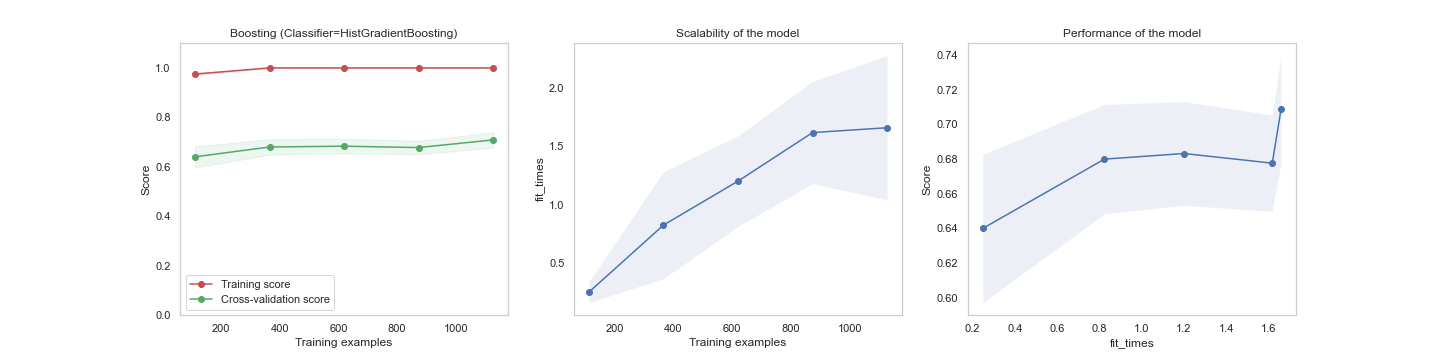 Boosting (Classifier=HistGradientBoosting)
1.0
0.8
0.6
0.4
0.2
0.0
Score
Training score
Cross-validation score
200 400 600 800 1000
Training examples
Scalability of the model
2.0
1.5
1.0
0.5
fit_times
200 400 600 800 1000
Training examples
Performance of the model
0.74
0.72
0.70
0.68
0.66
0.64
0.62
0.60
Score
0.2 0.4 0.6 0.8 1.0 1.2 1.4 1.6
fit_times